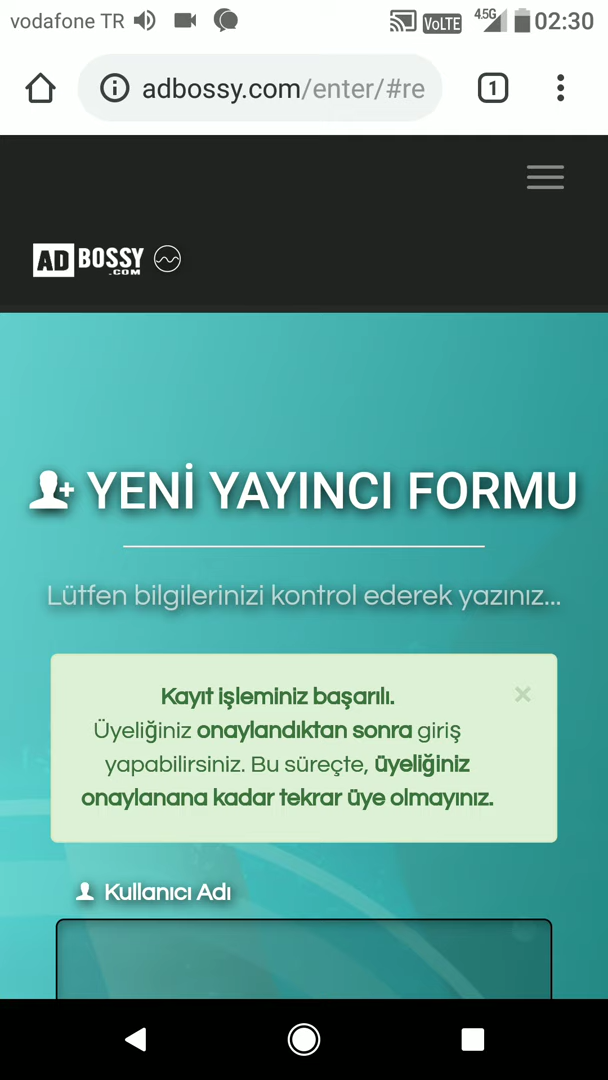 vodafone TR VoLTE 4.5G 02:30
adbossy.com/enter/#re 1
AD BOSSY
.COM
YENİ YAYINCI FORMU
Lütfen bilgilerinizi kontrol ederek yazınız...
Kayıt işleminiz başarılı. ×
Üyeliğiniz onaylandıktan sonra giriş
yapabilirsiniz. Bu süreçte, üyeliğiniz
onaylanana kadar tekrar üye olmayınız.
Kullanıcı Adı